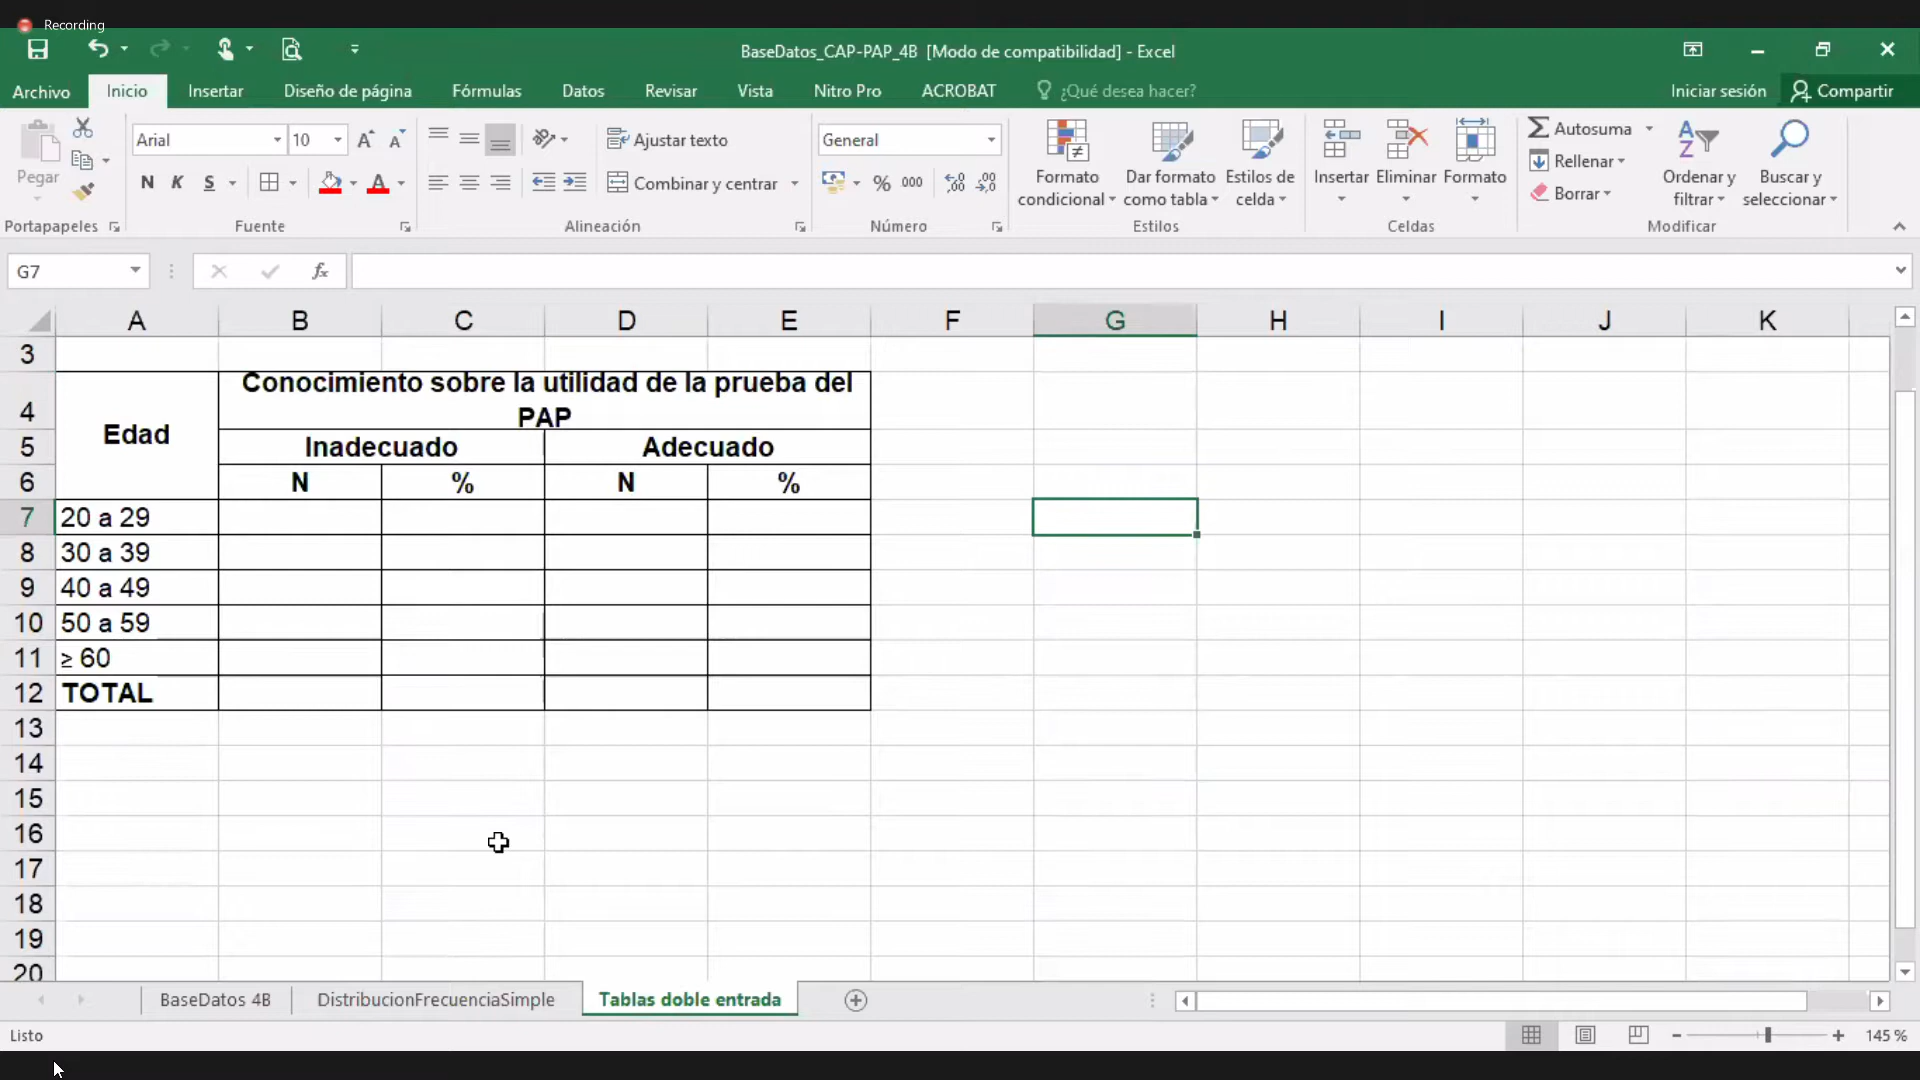 Recording
BaseDatos_CAP-PAP_4B [Modo de compatibilidad] - Excel
Archivo Inicio Insertar Diseño de página Fórmulas Datos Revisar Vista Nitro Pro ACROBAT ¿Qué desea hacer? Iniciar sesión Compartir
Pegar
Arial 10
N K S
Ajustar texto
Combinar y centrar
General
% 000
Formato condicional
Dar formato como tabla
Estilos de celda
Insertar Eliminar Formato
Autosuma
Rellenar
Borrar
Ordenar y filtrar
Buscar y seleccionar
Portapapeles Fuente Alineación Número Estilos Celdas Modificar
G7 fx
A B C D E F G H I J K
3
4 Edad Conocimiento sobre la utilidad de la prueba del
PAP
5 Inadecuado Adecuado
6 N % N %
7 20 a 29
8 30 a 39
9 40 a 49
10 50 a 59
11 ≥ 60
12 TOTAL
13
14
15
16
17
18
19
20
BaseDatos 4B DistribucionFrecuenciaSimple Tablas doble entrada
Listo 145 %